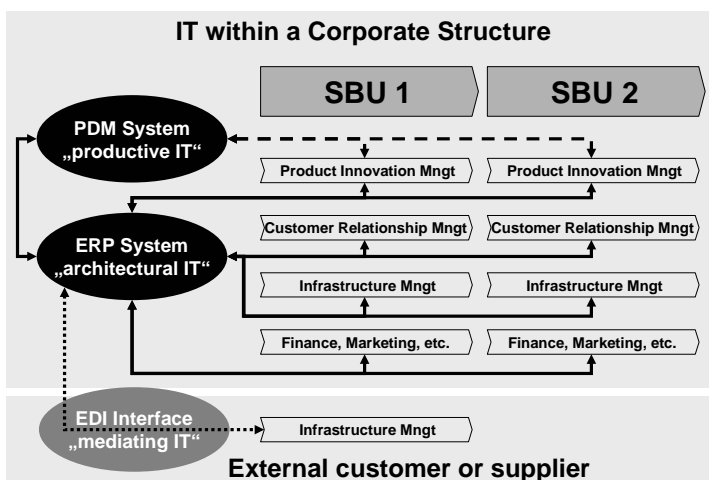 IT within a Corporate Structure
SBU 1
SBU 2
PDM System
„productive IT“
Product Innovation Mngt
Product Innovation Mngt
ERP System
„architectural IT“
Customer Relationship Mngt
Customer Relationship Mngt
Infrastructure Mngt
Infrastructure Mngt
Finance, Marketing, etc.
Finance, Marketing, etc.
EDI Interface
„mediating IT“
Infrastructure Mngt
External customer or supplier